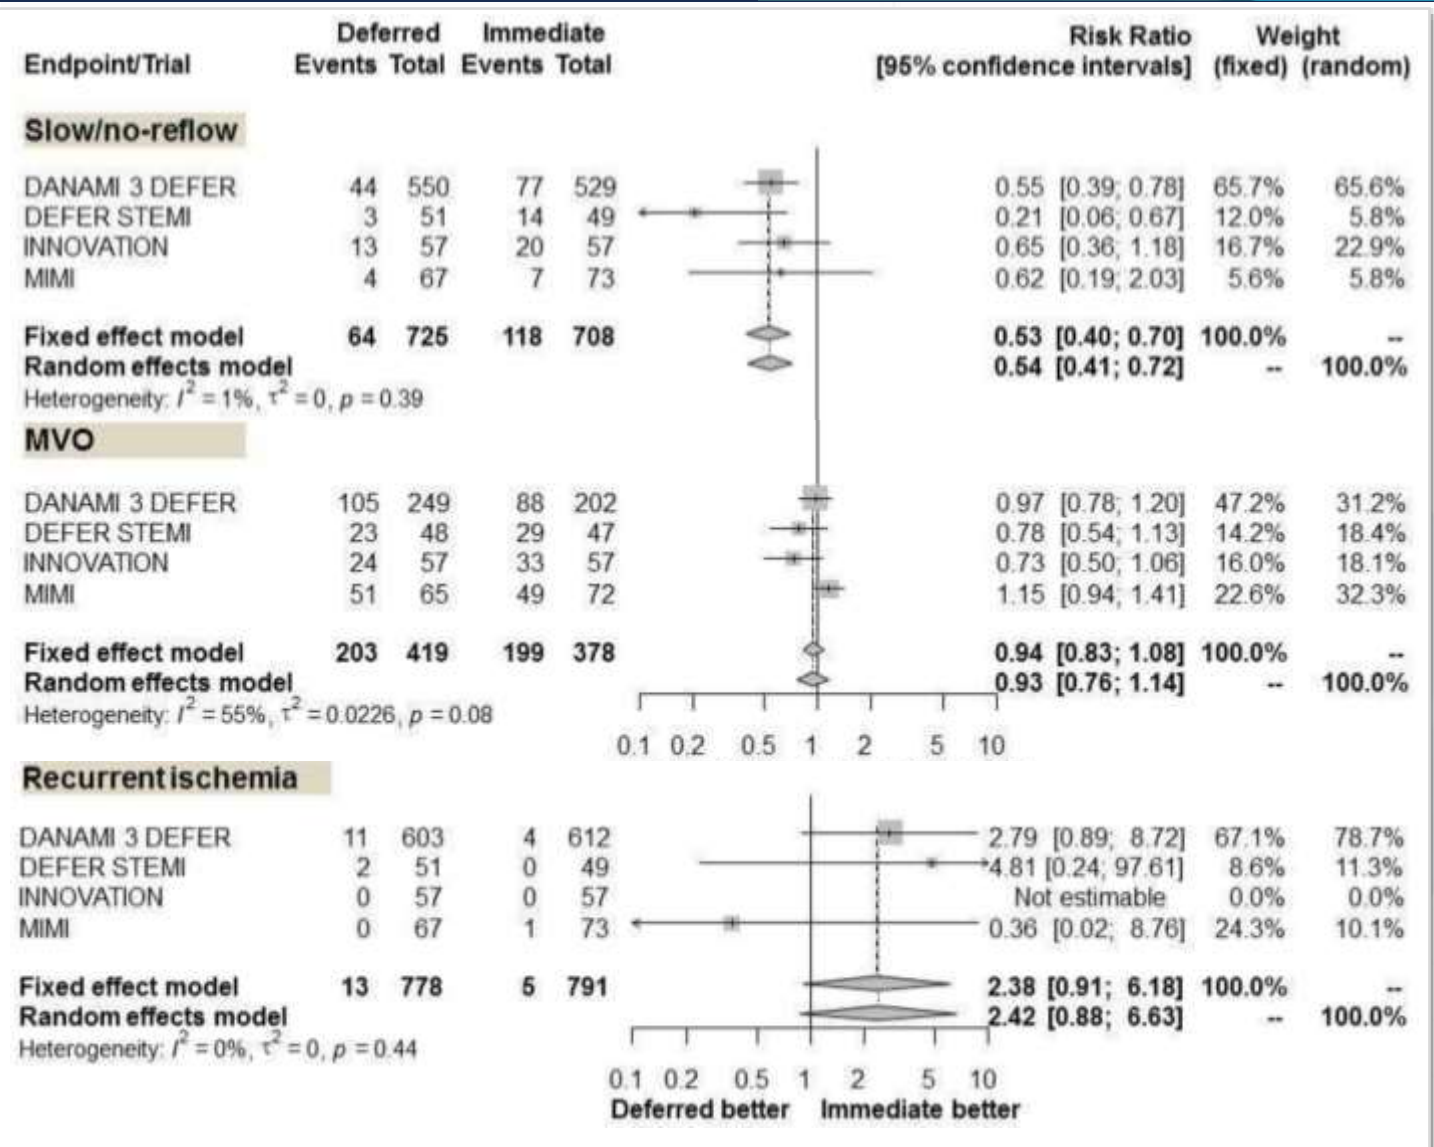 Deferred Immediate Risk Ratio Weight
Endpoint/Trial Events Total Events Total [95% confidence intervals] (fixed) (random)
Slow/no-reflow
DANAMI 3 DEFER 44 550 77 529 0.55 [0.39; 0.78] 65.7% 65.6%
DEFER STEMI 3 51 14 49 0.21 [0.06; 0.67] 12.0% 5.8%
INNOVATION 13 57 20 57 0.65 [0.36; 1.18] 16.7% 22.9%
MIMI 4 67 7 73 0.62 [0.19; 2.03] 5.6% 5.8%
Fixed effect model 64 725 118 708 0.53 [0.40; 0.70] 100.0% --
Random effects model 0.54 [0.41; 0.72] -- 100.0%
Heterogeneity: I² = 1%, τ² = 0, p = 0.39
MVO
DANAMI 3 DEFER 105 249 88 202 0.97 [0.78; 1.20] 47.2% 31.2%
DEFER STEMI 23 48 29 47 0.78 [0.54; 1.13] 14.2% 18.4%
INNOVATION 24 57 33 57 0.73 [0.50; 1.06] 16.0% 18.1%
MIMI 51 65 49 72 1.15 [0.94; 1.41] 22.6% 32.3%
Fixed effect model 203 419 199 378 0.94 [0.83; 1.08] 100.0% --
Random effects model 0.93 [0.76; 1.14] -- 100.0%
Heterogeneity: I² = 55%, τ² = 0.0226, p = 0.08
0.1 0.2 0.5 1 2 5 10
Recurrent ischemia
DANAMI 3 DEFER 11 603 4 612 2.79 [0.89; 8.72] 67.1% 78.7%
DEFER STEMI 2 51 0 49 4.81 [0.24; 97.61] 8.6% 11.3%
INNOVATION 0 57 0 57 Not estimable 0.0% 0.0%
MIMI 0 67 1 73 0.36 [0.02; 8.76] 24.3% 10.1%
Fixed effect model 13 778 5 791 2.38 [0.91; 6.18] 100.0% --
Random effects model 2.42 [0.88; 6.63] -- 100.0%
Heterogeneity: I² = 0%, τ² = 0, p = 0.44
0.1 0.2 0.5 1 2 5 10
Deferred better Immediate better